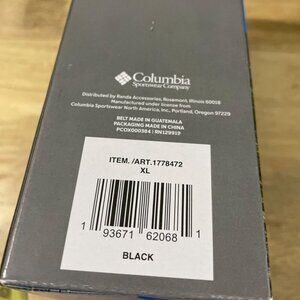 Columbia
Sportswear Company
Distributed by Randa Accessories, Rosemont, Illinois 60018
Manufactured under license from
Columbia Sportswear North America, Inc. Portland, Oregon 97229
BELT MADE IN GUATEMALA
PACKAGING MADE IN CHINA
PCOX000384 | RN129919
ITEM. /ART.1778472
XL
1 93671 62068 1
BLACK